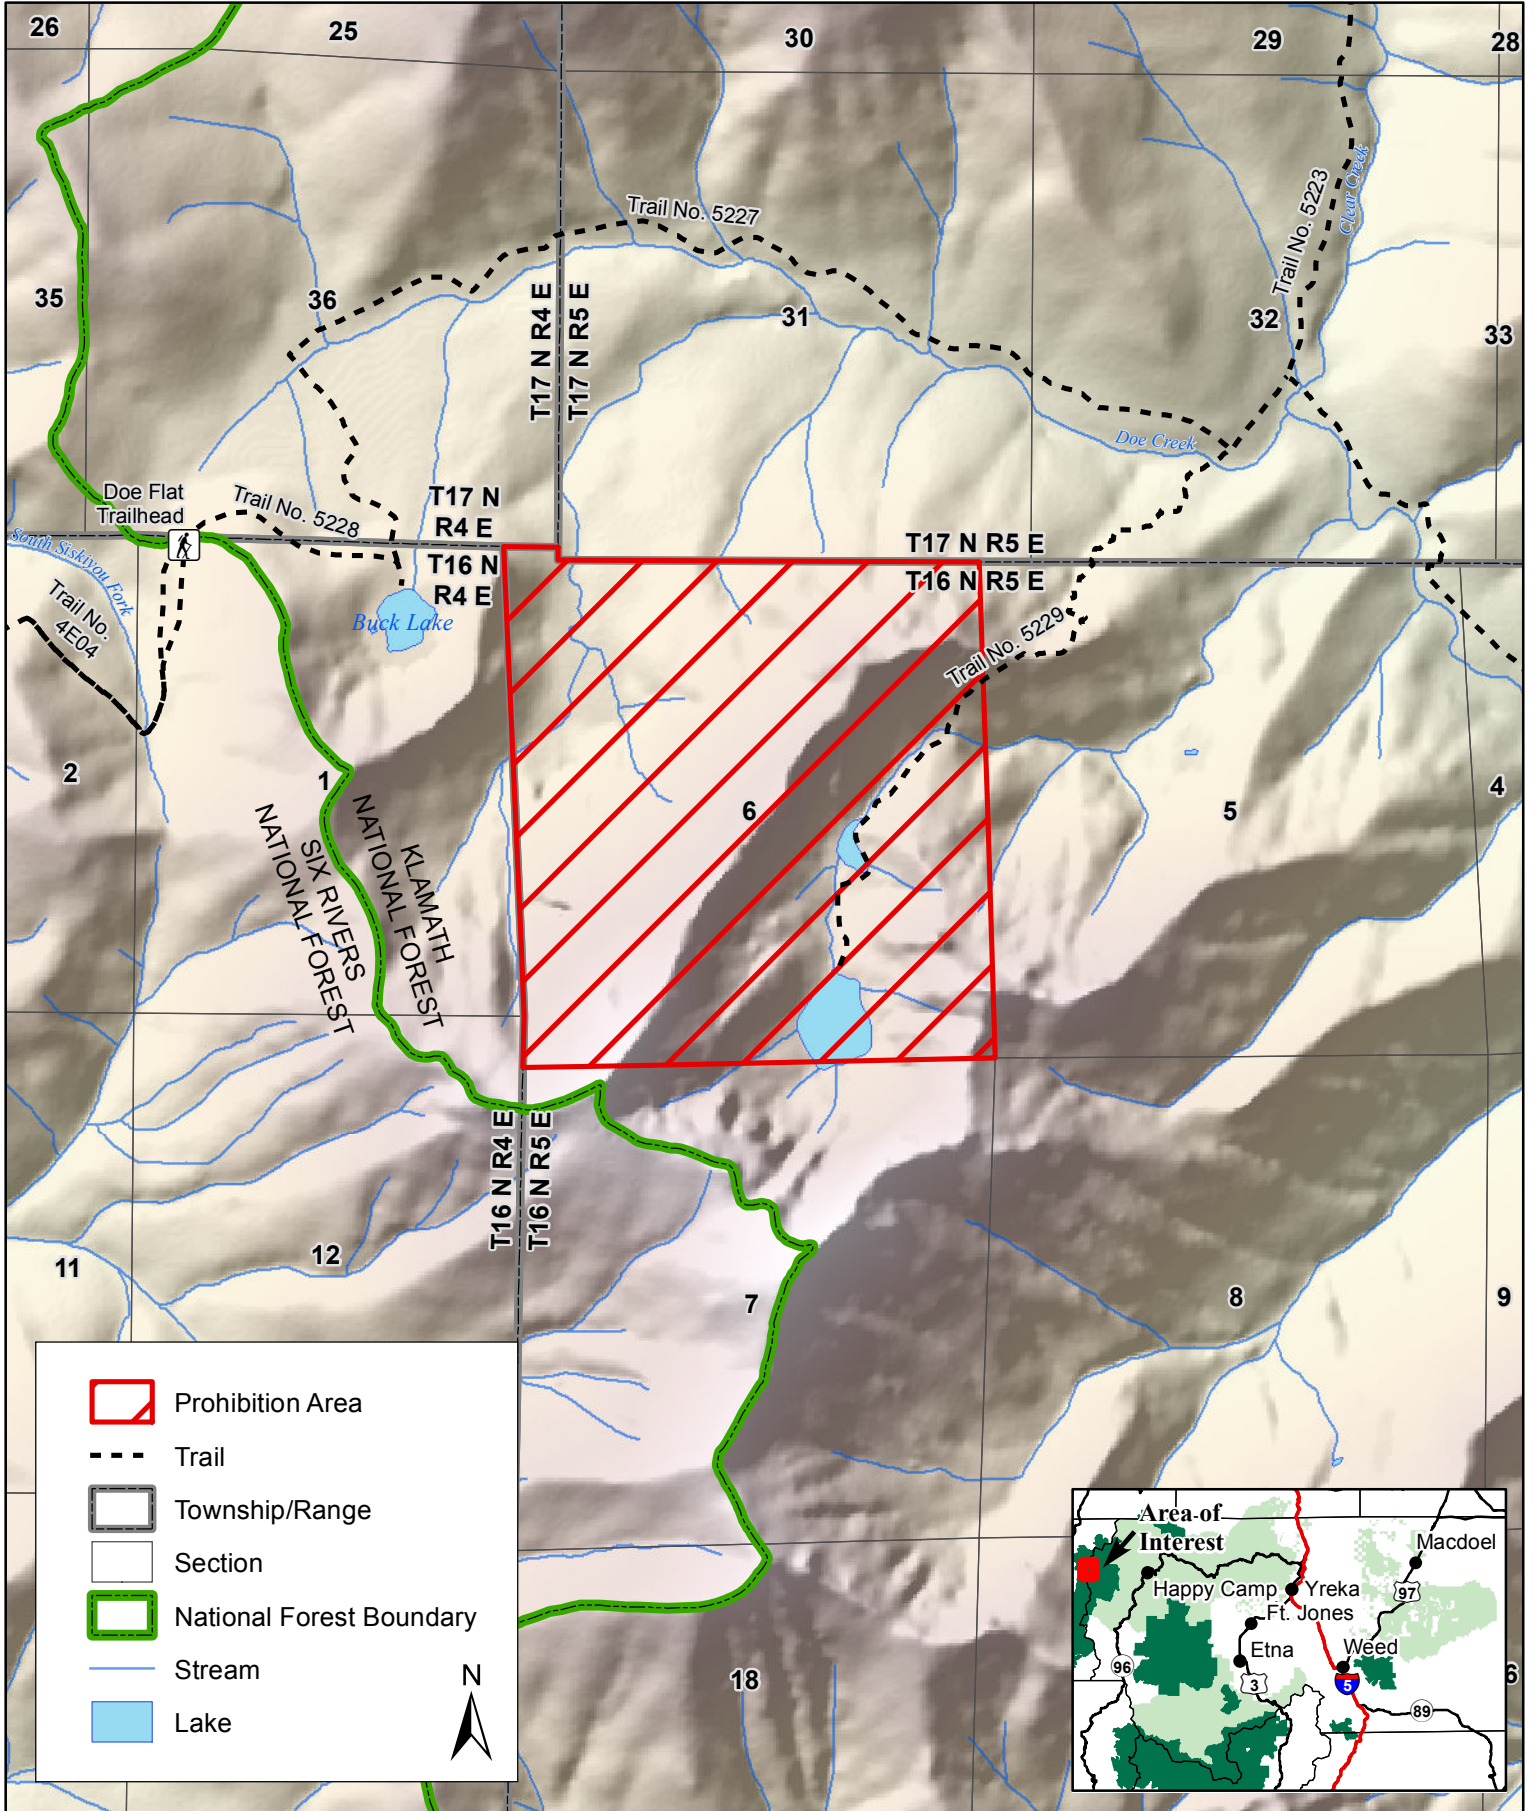 26
25
30
29
28
Trail No. 5227
Trail No. 5223
Clear Creek
35
36
31
32
33
T17 N R4 E
T17 N R5 E
Doe Creek
Doe Flat
Trailhead
Trail No. 5228
T17 N
R4 E
T16 N
R4 E
T17 N R5 E
T16 N R5 E
South Siskiyou Fork
Trail No.
4E04
Buck Lake
Trail No. 5229
2
1
6
5
4
SIX RIVERS
NATIONAL FOREST
KLAMATH
NATIONAL FOREST
T16 N R4 E
T16 N R5 E
11
12
7
8
9
18
6
Prohibition Area
Trail
Township/Range
Section
National Forest Boundary
Stream
Lake
N
Area of
Interest
Macdoel
Happy Camp
Yreka
97
Ft. Jones
Etna
Weed
96
3
5
89